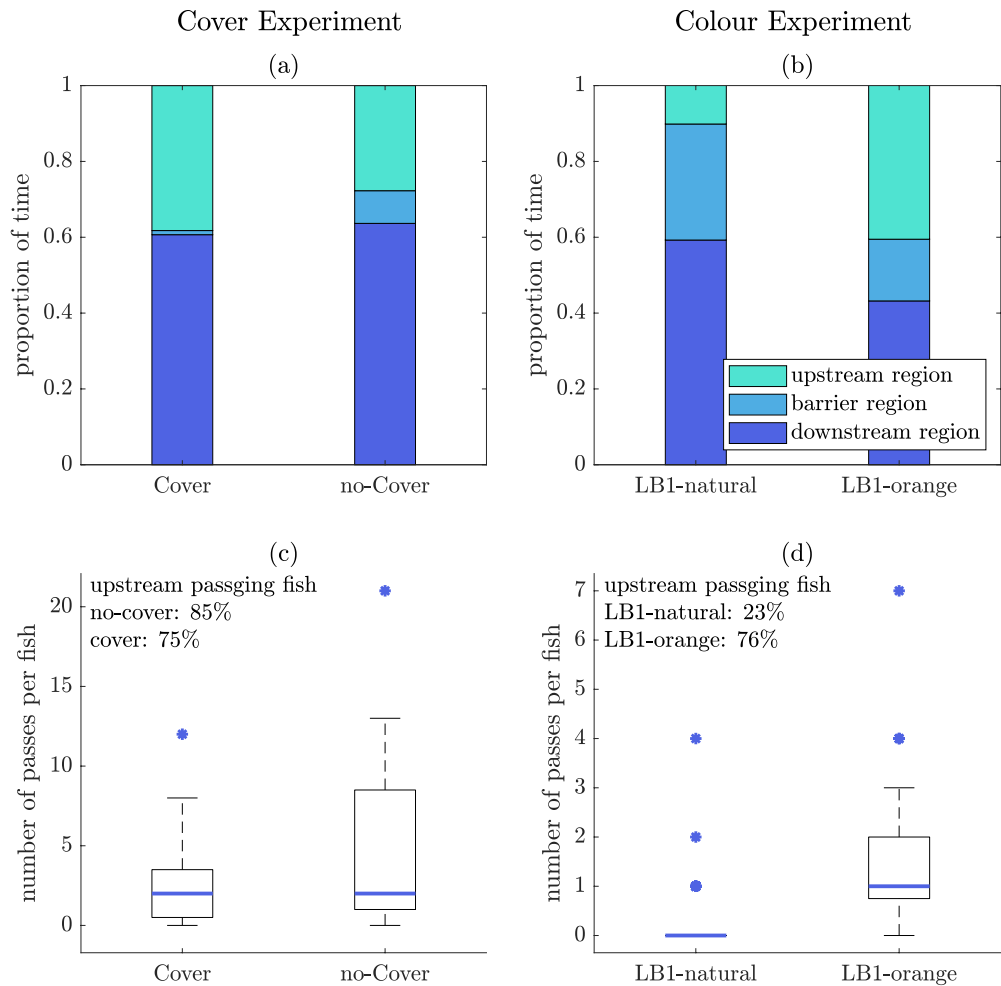 Cover Experiment
Colour Experiment
(a)
1
0.8
0.6
0.4
0.2
0
proportion of time
Cover
no-Cover
(b)
1
0.8
0.6
0.4
0.2
0
proportion of time
upstream region
barrier region
downstream region
LB1-natural
LB1-orange
(c)
upstream passging fish
no-cover: 85%
cover: 75%
20
15
10
5
0
number of passes per fish
Cover
no-Cover
(d)
upstream passging fish
LB1-natural: 23%
LB1-orange: 76%
7
6
5
4
3
2
1
0
number of passes per fish
LB1-natural
LB1-orange